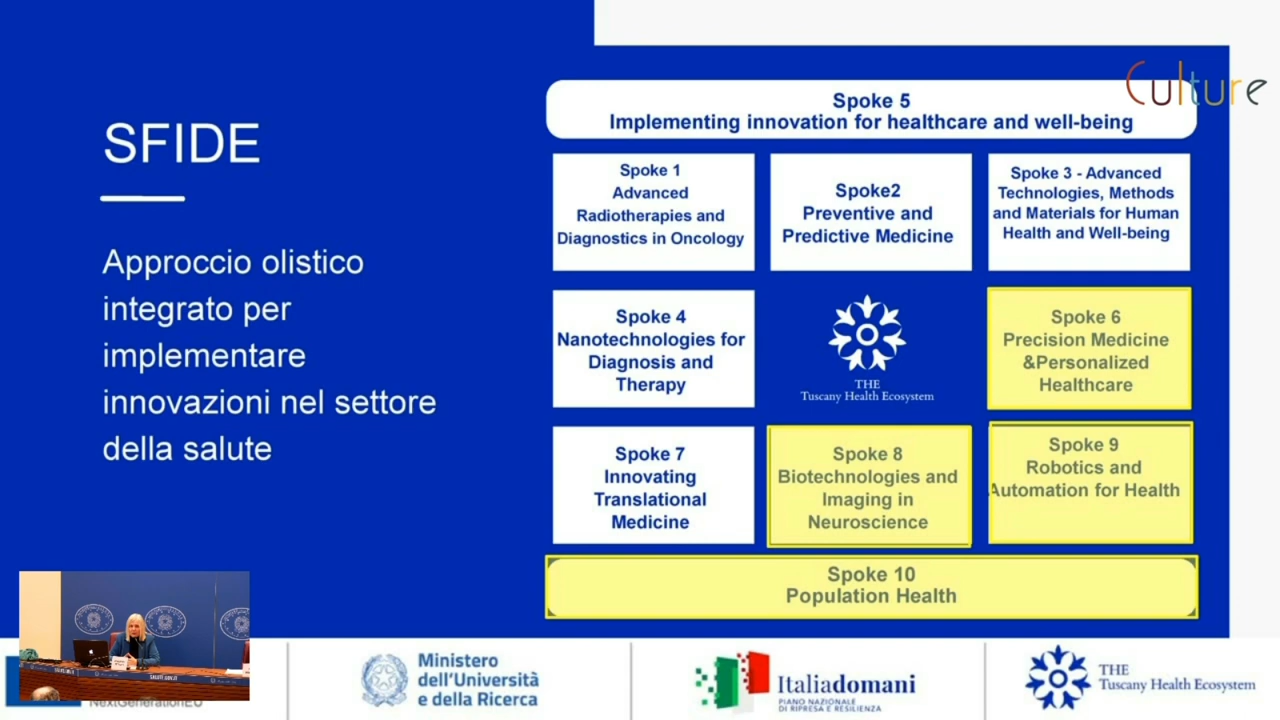 Culture
SFIDE
Approccio olistico
integrato per
implementare
innovazioni nel settore
della salute
Spoke 5
Implementing innovation for healthcare and well-being
Spoke 1
Advanced
Radiotherapies and
Diagnostics in Oncology
Spoke2
Preventive and
Predictive Medicine
Spoke 3 - Advanced
Technologies, Methods
and Materials for Human
Health and Well-being
Spoke 4
Nanotechnologies for
Diagnosis and
Therapy
THE
Tuscany Health Ecosystem
Spoke 6
Precision Medicine
&Personalized
Healthcare
Spoke 7
Innovating
Translational
Medicine
Spoke 8
Biotechnologies and
Imaging in
Neuroscience
Spoke 9
Robotics and
Automation for Health
Spoke 10
Population Health
NextGenerationEU
Ministero
dell'Università
e della Ricerca
Italiadomani
PIANO NAZIONALE
DI RIPRESA E RESILIENZA
THE
Tuscany Health Ecosystem